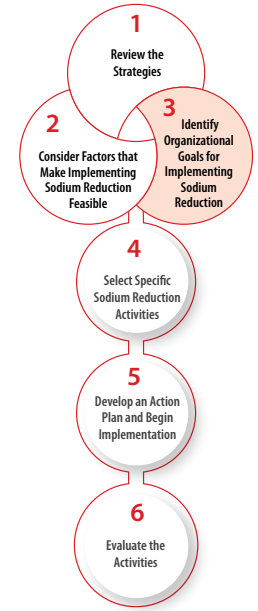 1
Review the
Strategies
2
Consider Factors that
Make Implementing
Sodium Reduction
Feasible
3
Identify
Organizational
Goals for
Implementing
Sodium
Reduction
4
Select Specific
Sodium Reduction
Activities
5
Develop an Action
Plan and Begin
Implementation
6
Evaluate the
Activities